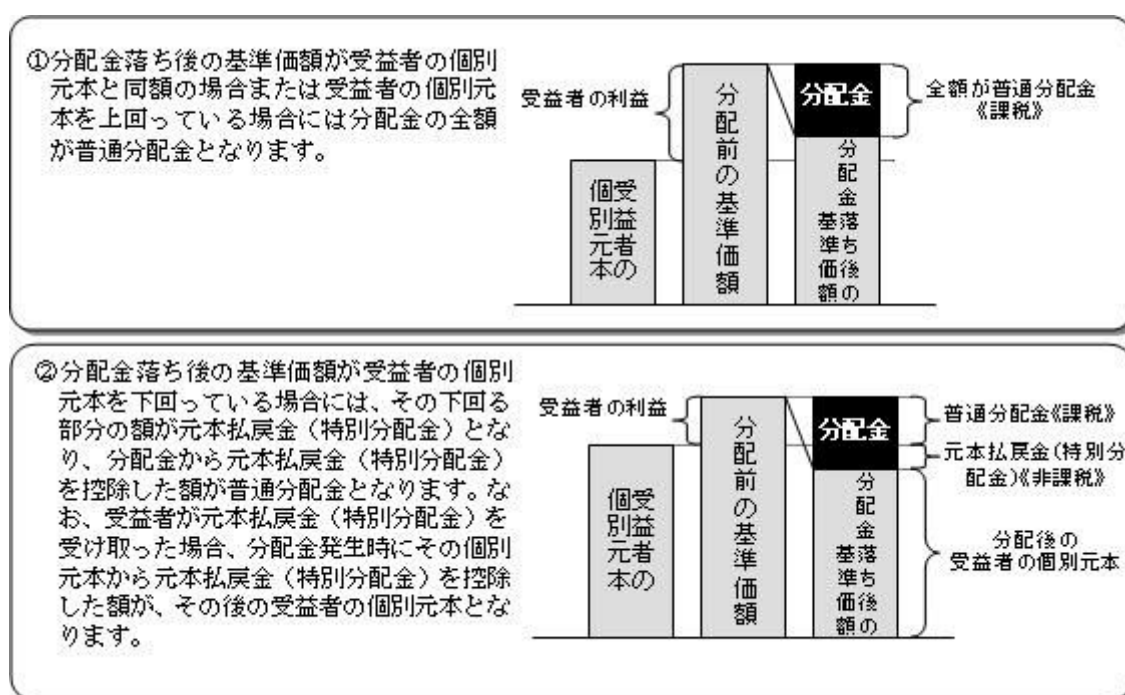 ①分配金落ち後の基準価額が受益者の個別
元本と同額の場合または受益者の個別元
本を上回っている場合には分配金の全額
が普通分配金となります。
受益者の利益
受益者の
個別元本
分配前の基準価額
分配金
分配金落ち後の
基準価額
全額が普通分配金
《課税》
②分配金落ち後の基準価額が受益者の個別
元本を下回っている場合には、その下回る
部分の額が元本払戻金(特別分配金)とな
り、分配金から元本払戻金(特別分配金)
を控除した額が普通分配金となります。な
お、受益者が元本払戻金(特別分配金)を
受け取った場合、分配金発生時にその個別
元本から元本払戻金(特別分配金)を控除
した額が、その後の受益者の個別元本とな
ります。
受益者の利益
受益者の
個別元本
分配前の基準価額
分配金
分配金落ち後の
基準価額
普通分配金《課税》
元本払戻金(特別分
配金)《非課税》
分配後の
受益者の個別元本